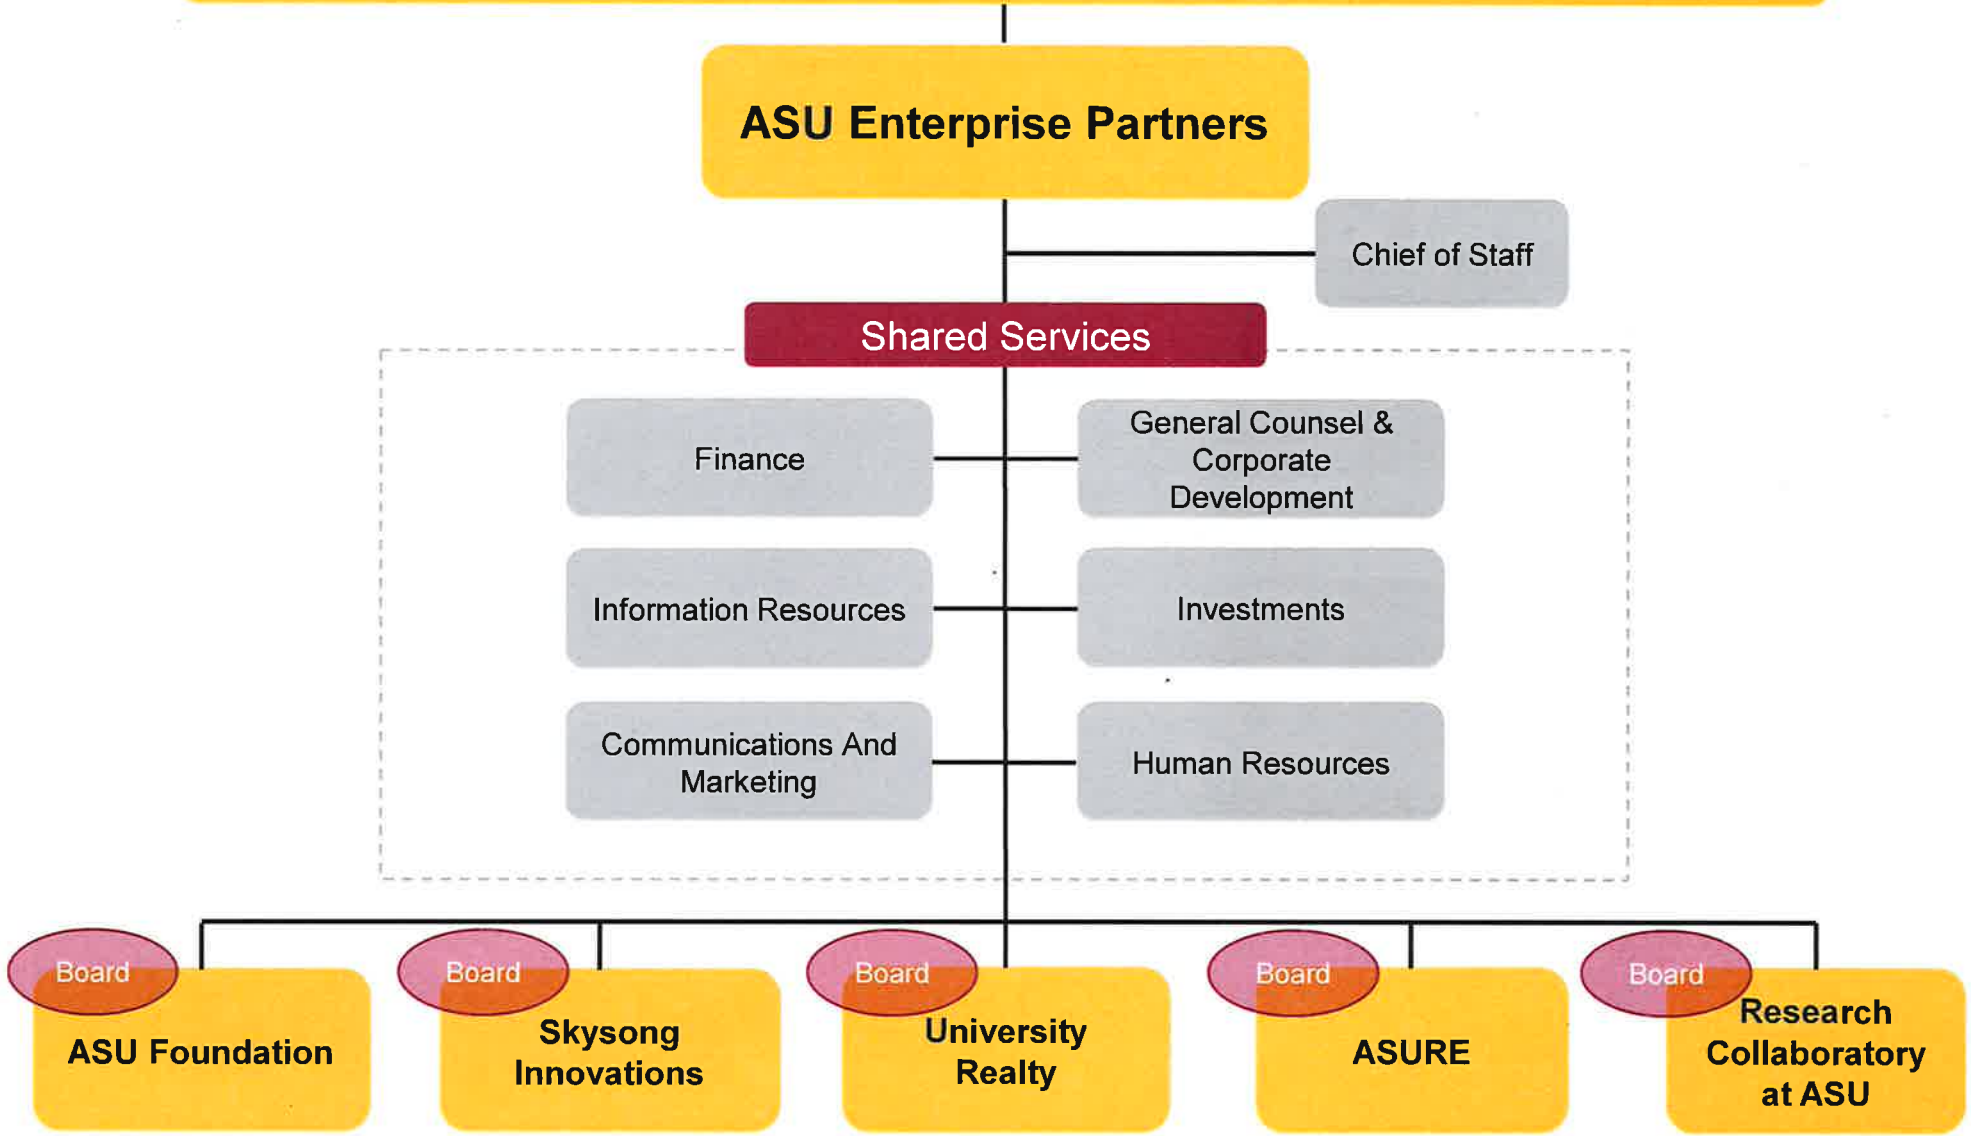 ASU Enterprise Partners
Chief of Staff
Shared Services
Finance
General Counsel &
Corporate
Development
Information Resources
Investments
Communications And
Marketing
Human Resources
Board
ASU Foundation
Board
Skysong
Innovations
Board
University
Realty
Board
ASURE
Board
Research
Collaboratory
at ASU